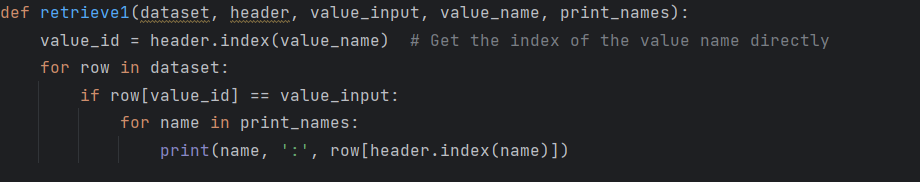 def retrieve1(dataset, header, value_input, value_name, print_names):
    value_id = header.index(value_name)  # Get the index of the value name directly
    for row in dataset:
        if row[value_id] == value_input:
            for name in print_names:
                print(name, ':', row[header.index(name)])